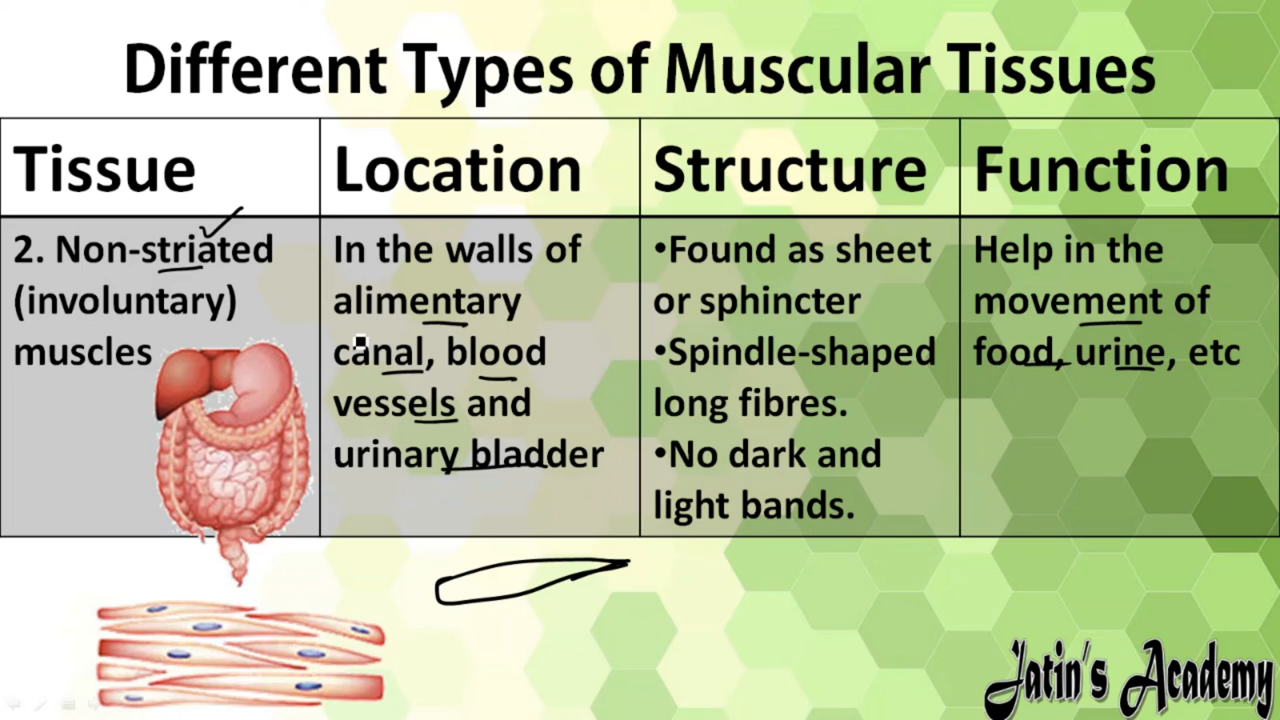 Different Types of Muscular Tissues
Tissue
Location
Structure
Function
2. Non-striated
(involuntary)
muscles
In the walls of
alimentary
canal, blood
vessels and
urinary bladder
•Found as sheet
or sphincter
•Spindle-shaped
long fibres.
•No dark and
light bands.
Help in the
movement of
food, urine, etc
Jatin's Academy